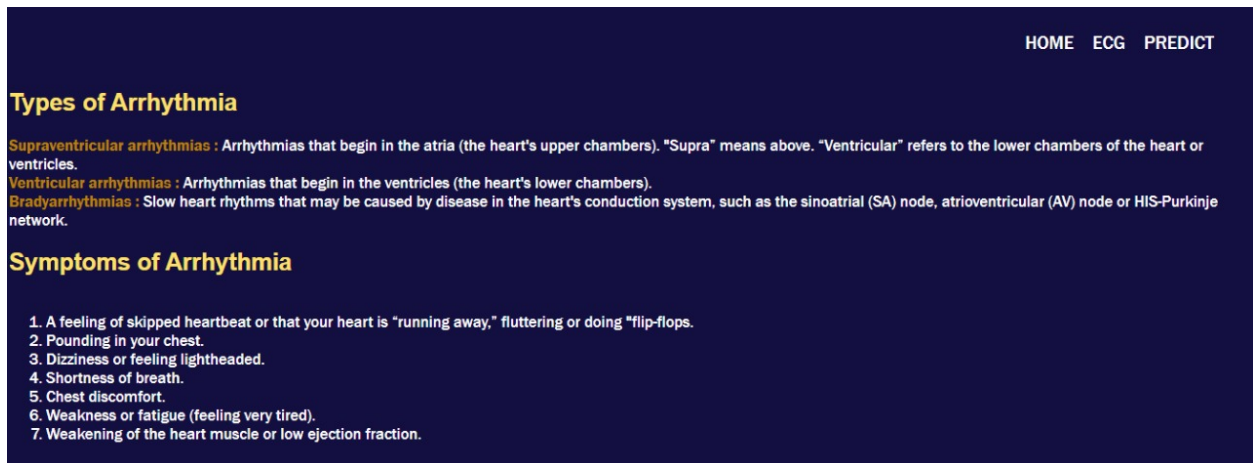 HOME ECG PREDICT
Types of Arrhythmia
Supraventricular arrhythmias : Arrhythmias that begin in the atria (the heart's upper chambers). "Supra” means above. “Ventricular” refers to the lower chambers of the heart or
ventricles.
Ventricular arrhythmias : Arrhythmias that begin in the ventricles (the heart's lower chambers).
Bradyarrhythmias : Slow heart rhythms that may be caused by disease in the heart's conduction system, such as the sinoatrial (SA) node, atrioventricular (AV) node or HIS-Purkinje
network.
Symptoms of Arrhythmia
1. A feeling of skipped heartbeat or that your heart is “running away,” fluttering or doing "flip-flops.
2. Pounding in your chest.
3. Dizziness or feeling lightheaded.
4. Shortness of breath.
5. Chest discomfort.
6. Weakness or fatigue (feeling very tired).
7. Weakening of the heart muscle or low ejection fraction.